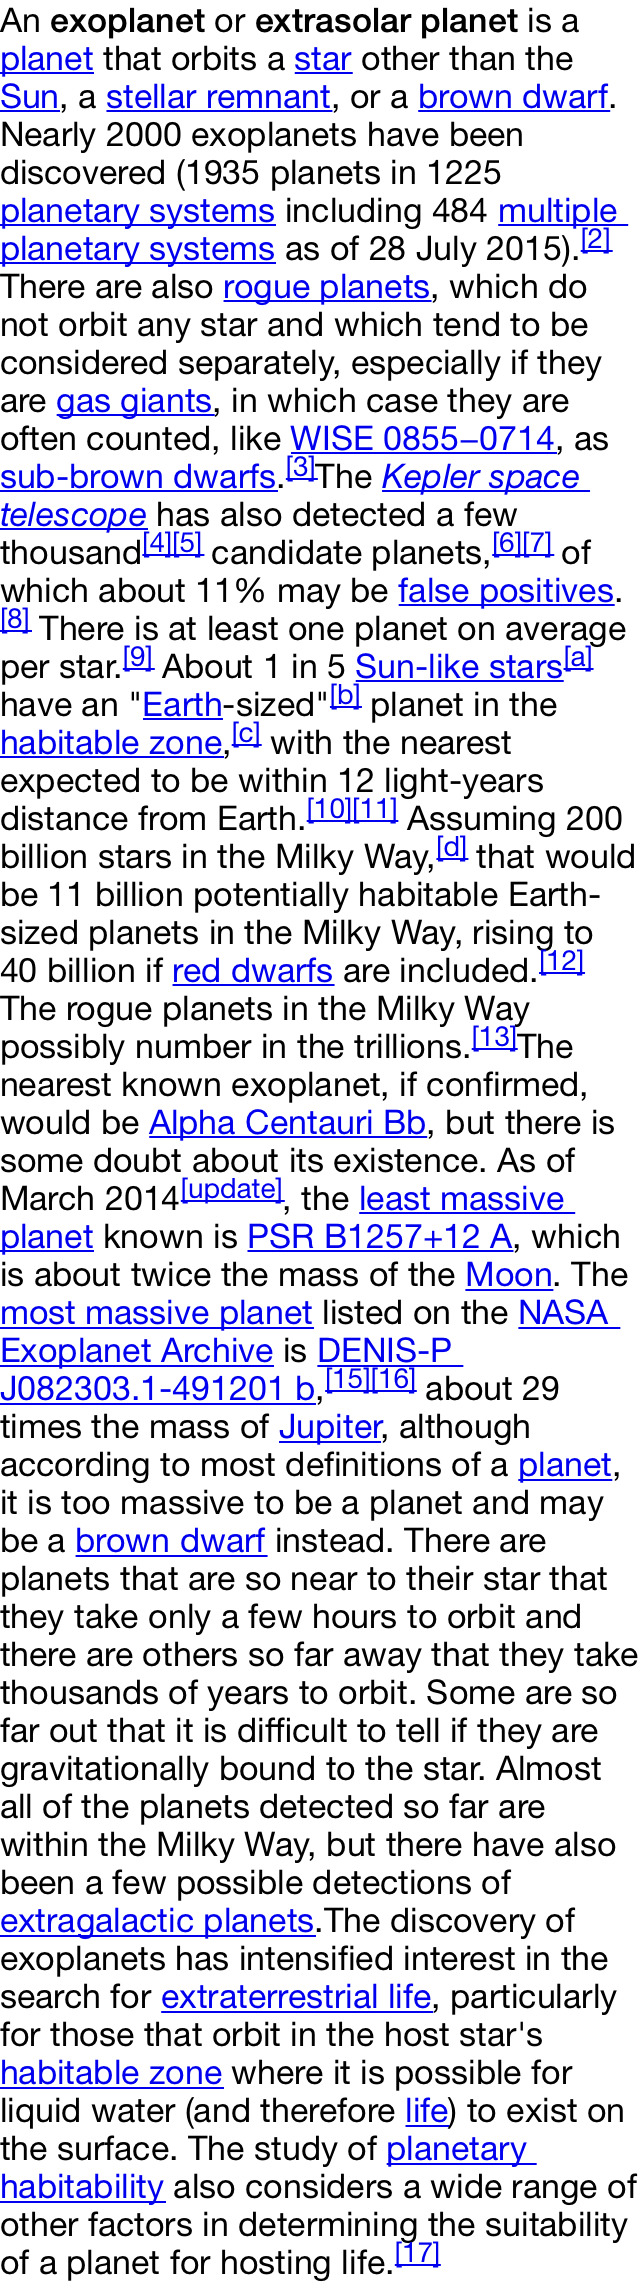 An exoplanet or extrasolar planet is a
planet that orbits a star other than the
Sun, a stellar remnant, or a brown dwarf.
Nearly 2000 exoplanets have been
discovered (1935 planets in 1225
planetary systems including 484 multiple
planetary systems as of 28 July 2015).[2]
There are also rogue planets, which do
not orbit any star and which tend to be
considered separately, especially if they
are gas giants, in which case they are
often counted, like WISE 0855−0714, as
sub-brown dwarfs.[3]The Kepler space
telescope has also detected a few
thousand[4][5] candidate planets,[6][7] of
which about 11% may be false positives.
[8] There is at least one planet on average
per star.[9] About 1 in 5 Sun-like stars[a]
have an "Earth-sized"[b] planet in the
habitable zone,[c] with the nearest
expected to be within 12 light-years
distance from Earth.[10][11] Assuming 200
billion stars in the Milky Way,[d] that would
be 11 billion potentially habitable Earth-
sized planets in the Milky Way, rising to
40 billion if red dwarfs are included.[12]
The rogue planets in the Milky Way
possibly number in the trillions.[13]The
nearest known exoplanet, if confirmed,
would be Alpha Centauri Bb, but there is
some doubt about its existence. As of
March 2014[update], the least massive
planet known is PSR B1257+12 A, which
is about twice the mass of the Moon. The
most massive planet listed on the NASA
Exoplanet Archive is DENIS-P
J082303.1-491201 b,[15][16] about 29
times the mass of Jupiter, although
according to most definitions of a planet,
it is too massive to be a planet and may
be a brown dwarf instead. There are
planets that are so near to their star that
they take only a few hours to orbit and
there are others so far away that they take
thousands of years to orbit. Some are so
far out that it is difficult to tell if they are
gravitationally bound to the star. Almost
all of the planets detected so far are
within the Milky Way, but there have also
been a few possible detections of
extragalactic planets.The discovery of
exoplanets has intensified interest in the
search for extraterrestrial life, particularly
for those that orbit in the host star's
habitable zone where it is possible for
liquid water (and therefore life) to exist on
the surface. The study of planetary
habitability also considers a wide range of
other factors in determining the suitability
of a planet for hosting life.[17]